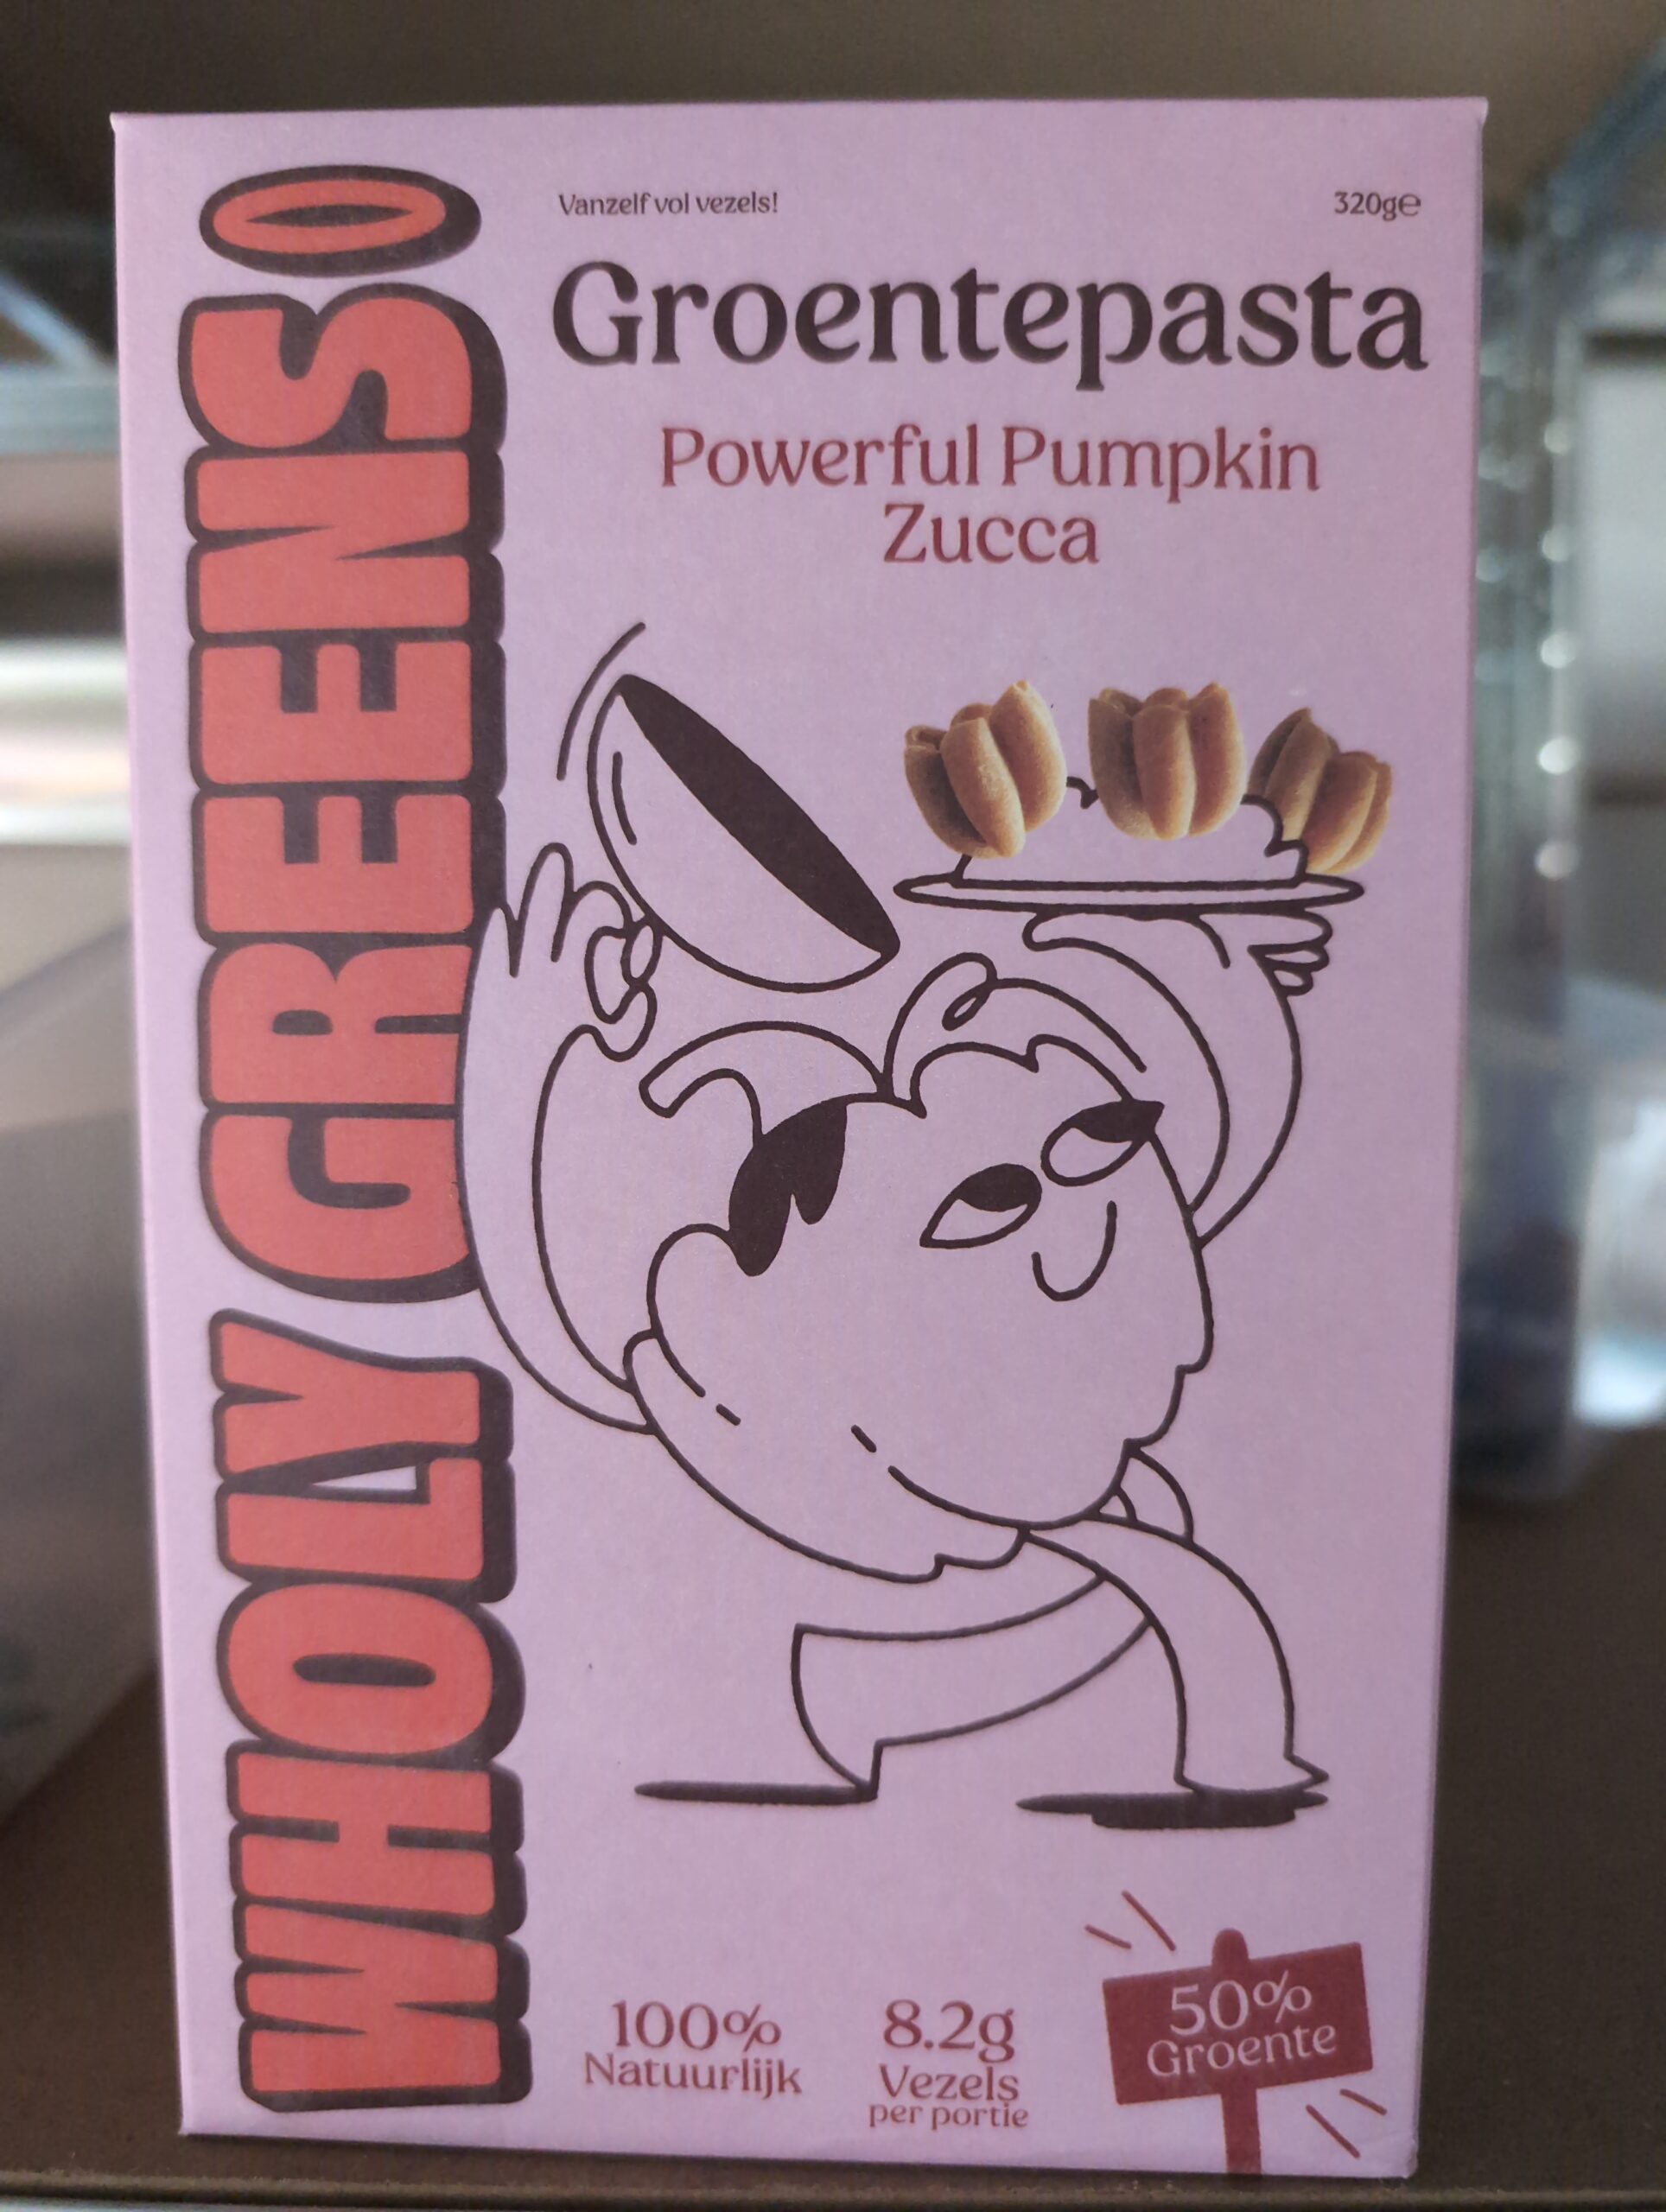 WHOLY GREENS
Vanzelf vol vezels!
320g℮
Groentepasta
Powerful Pumpkin
Zucca
100%
Natuurlijk
8.2g
Vezels
per portie
50%
Groente